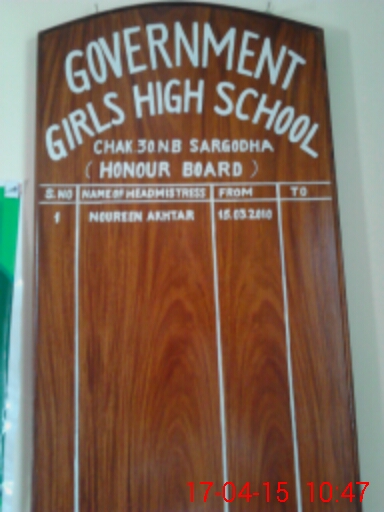 GOVERNMENT
GIRLS HIGH SCHOOL
CHAK 30 NB SARGODHA
( HONOUR BOARD )
S.NO NAME OF HEADMISTRESS FROM TO
1 NOUREEN AKHTAR 15.03.2010
17-04-15 10:47